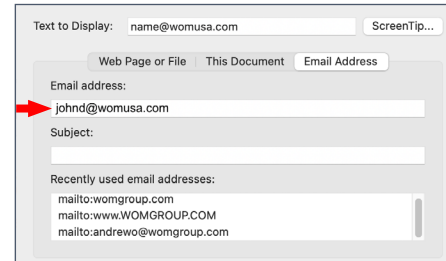 Text to Display: name@womusa.com ScreenTip...
Web Page or File This Document Email Address
Email address:
johnd@womusa.com
Subject:
Recently used email addresses:
mailto:womgroup.com
mailto:www.WOMGROUP.COM
mailto:andrewo@womgroup.com